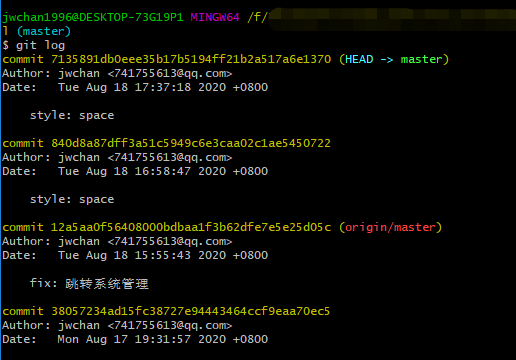 jwchan1996@DESKTOP-73G19P1 MINGW64 /f/
l (master)
$ git log
commit 7135891db0eee35b17b5194ff21b2a517a6e1370 (HEAD -> master)
Author: jwchan <741755613@qq.com>
Date:   Tue Aug 18 17:37:18 2020 +0800
    style: space
commit 840d8a87dff3a51c5949c6e3caa02c1ae5450722
Author: jwchan <741755613@qq.com>
Date:   Tue Aug 18 16:58:47 2020 +0800
    style: space
commit 12a5aa0f56408000bdbaa1f3b62dfe7e5e25d05c (origin/master)
Author: jwchan <741755613@qq.com>
Date:   Tue Aug 18 15:55:43 2020 +0800
    fix: 跳转系统管理
commit 38057234ad15fc38727e94443464ccf9eaa70ec5
Author: jwchan <741755613@qq.com>
Date:   Mon Aug 17 19:31:57 2020 +0800